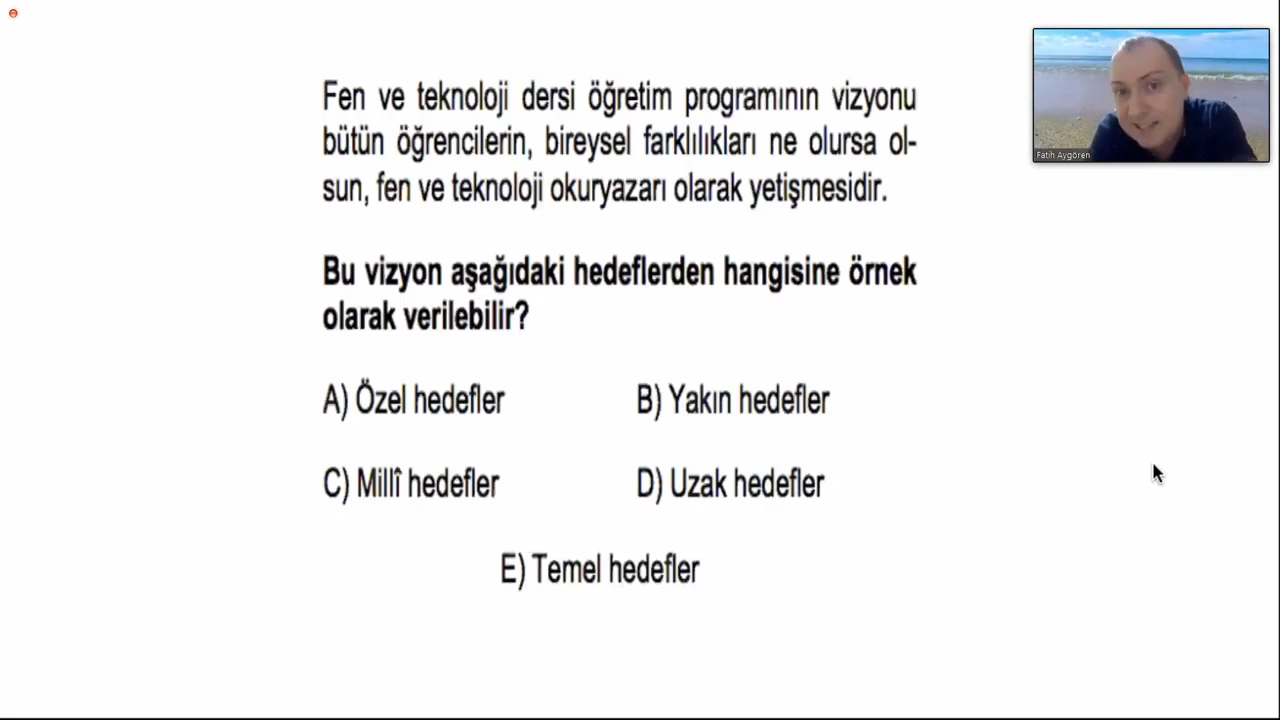 Fen ve teknoloji dersi öğretim programının vizyonu
bütün öğrencilerin, bireysel farklılıkları ne olursa ol-
sun, fen ve teknoloji okuryazarı olarak yetişmesidir.
Bu vizyon aşağıdaki hedeflerden hangisine örnek
olarak verilebilir?
A) Özel hedefler
B) Yakın hedefler
C) Millî hedefler
D) Uzak hedefler
E) Temel hedefler
Fatih Aygören